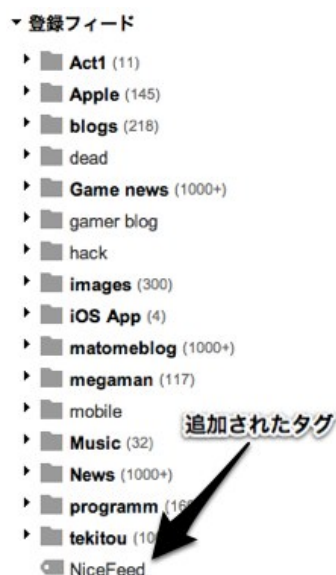 登録フィード
Act1 (11)
Apple (145)
blogs (218)
dead
Game news (1000+)
gamer blog
hack
images (300)
iOS App (4)
matomeblog (1000+)
megaman (117)
mobile
追加されたタグ
Music (32)
News (1000+)
programm
tekitou
NiceFeed